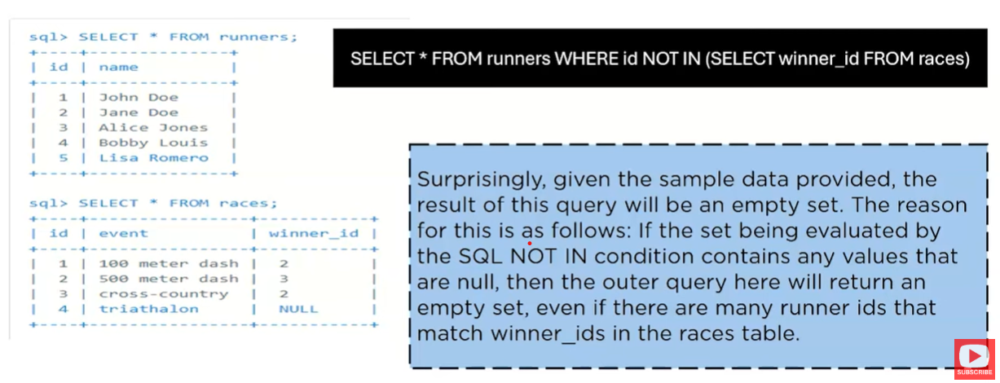 sql> SELECT * FROM runners;
+----+--------------+
| id | name         |
+----+--------------+
|  1 | John Doe     |
|  2 | Jane Doe     |
|  3 | Alice Jones  |
|  4 | Bobby Louis  |
|  5 | Lisa Romero  |
+----+--------------+
sql> SELECT * FROM races;
+----+----------------+-----------+
| id | event          | winner_id |
+----+----------------+-----------+
|  1 | 100 meter dash | 2         |
|  2 | 500 meter dash | 3         |
|  3 | cross-country  | 2         |
|  4 | triathalon     | NULL      |
+----+----------------+-----------+
SELECT * FROM runners WHERE id NOT IN (SELECT winner_id FROM races)
Surprisingly, given the sample data provided, the
result of this query will be an empty set. The reason
for this is as follows: If the set being evaluated by
the SQL NOT IN condition contains any values that
are null, then the outer query here will return an
empty set, even if there are many runner ids that
match winner_ids in the races table.
SUBSCRIBE